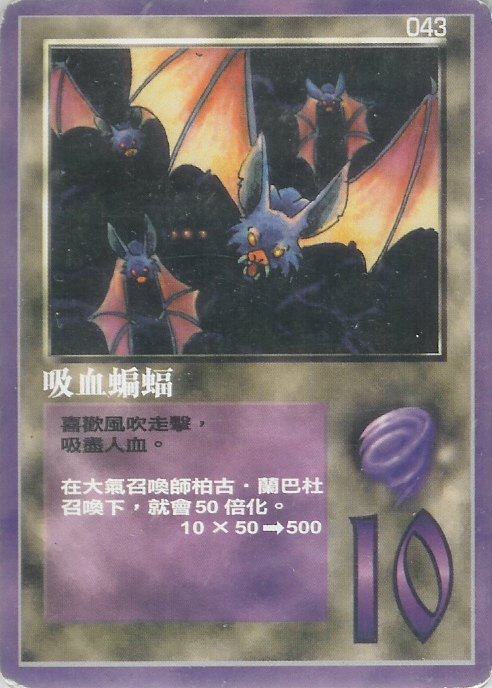 043
吸血蝙蝠
喜歡風吹走擊，
吸盡人血。
在大氣召喚師柏古・蘭巴杜
召喚下，就會50倍化。
10 × 50 ➡500
10